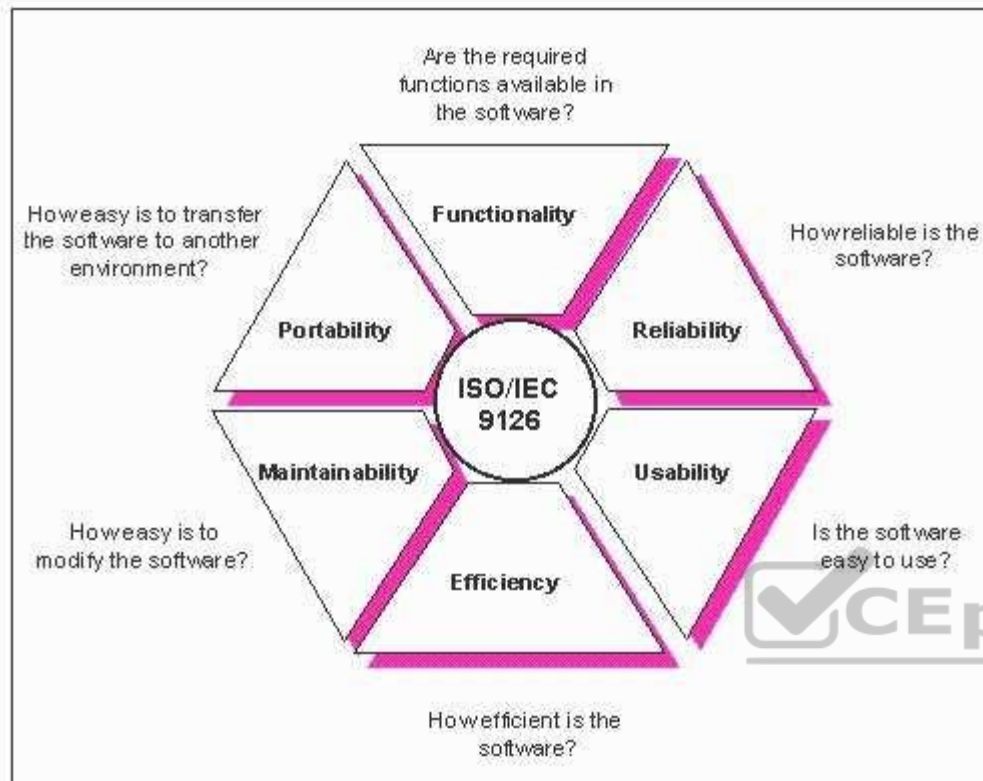 Are the required
functions available in
the software?
Functionality
How easy is to transfer
the software to another
environment?
How reliable is the
software?
Portability
Reliability
ISO/IEC
9126
Maintainability
Usability
How easy is to
modify the software?
Is the software
easy to use?
Efficiency
CEp
How efficient is the
software?